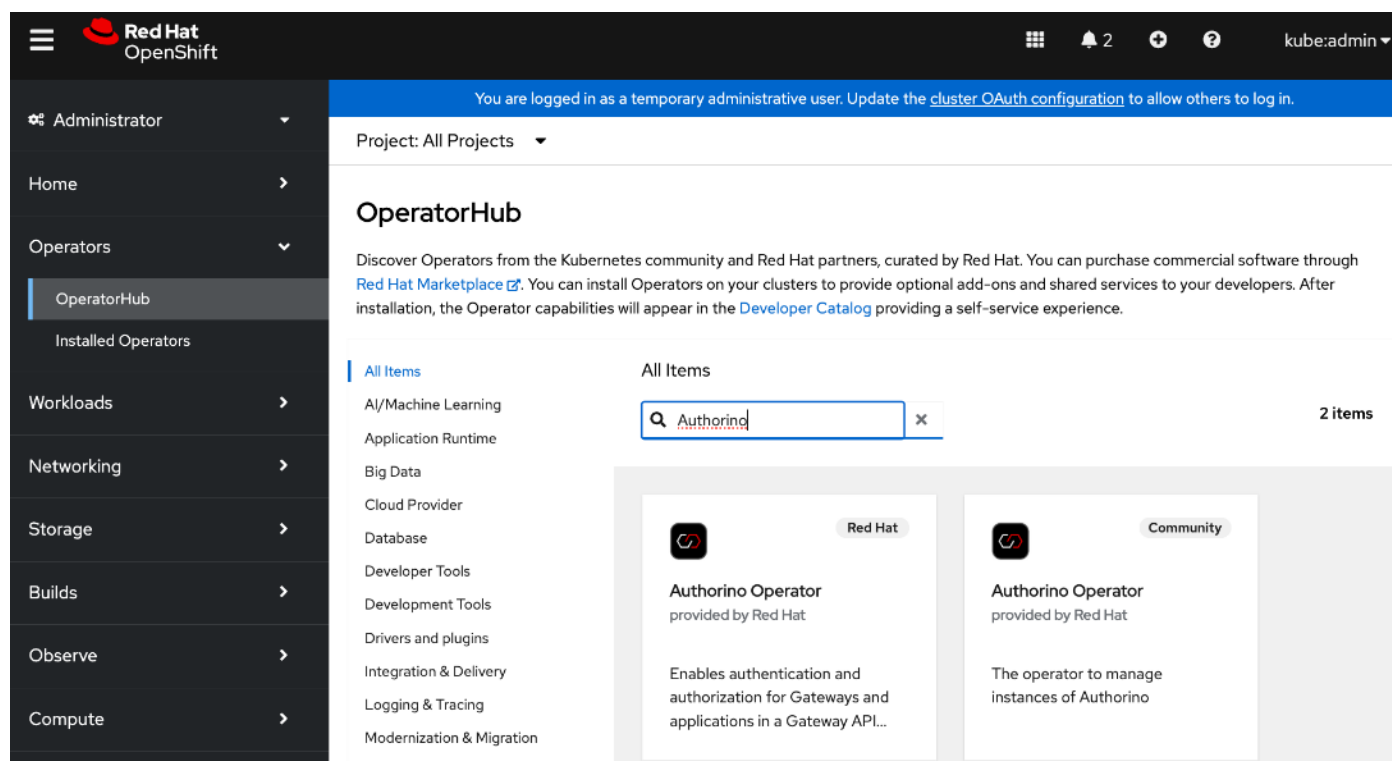 Red Hat
OpenShift
2
kube:admin
You are logged in as a temporary administrative user. Update the cluster OAuth configuration to allow others to log in.
Administrator
Project: All Projects
Home
Operators
OperatorHub
Installed Operators
Workloads
Networking
Storage
Builds
Observe
Compute
OperatorHub
Discover Operators from the Kubernetes community and Red Hat partners, curated by Red Hat. You can purchase commercial software through
Red Hat Marketplace. You can install Operators on your clusters to provide optional add-ons and shared services to your developers. After
installation, the Operator capabilities will appear in the Developer Catalog providing a self-service experience.
All Items
AI/Machine Learning
Application Runtime
Big Data
Cloud Provider
Database
Developer Tools
Development Tools
Drivers and plugins
Integration & Delivery
Logging & Tracing
Modernization & Migration
All Items
Authorino
2 items
Red Hat
Authorino Operator
provided by Red Hat
Enables authentication and
authorization for Gateways and
applications in a Gateway API...
Community
Authorino Operator
provided by Red Hat
The operator to manage
instances of Authorino